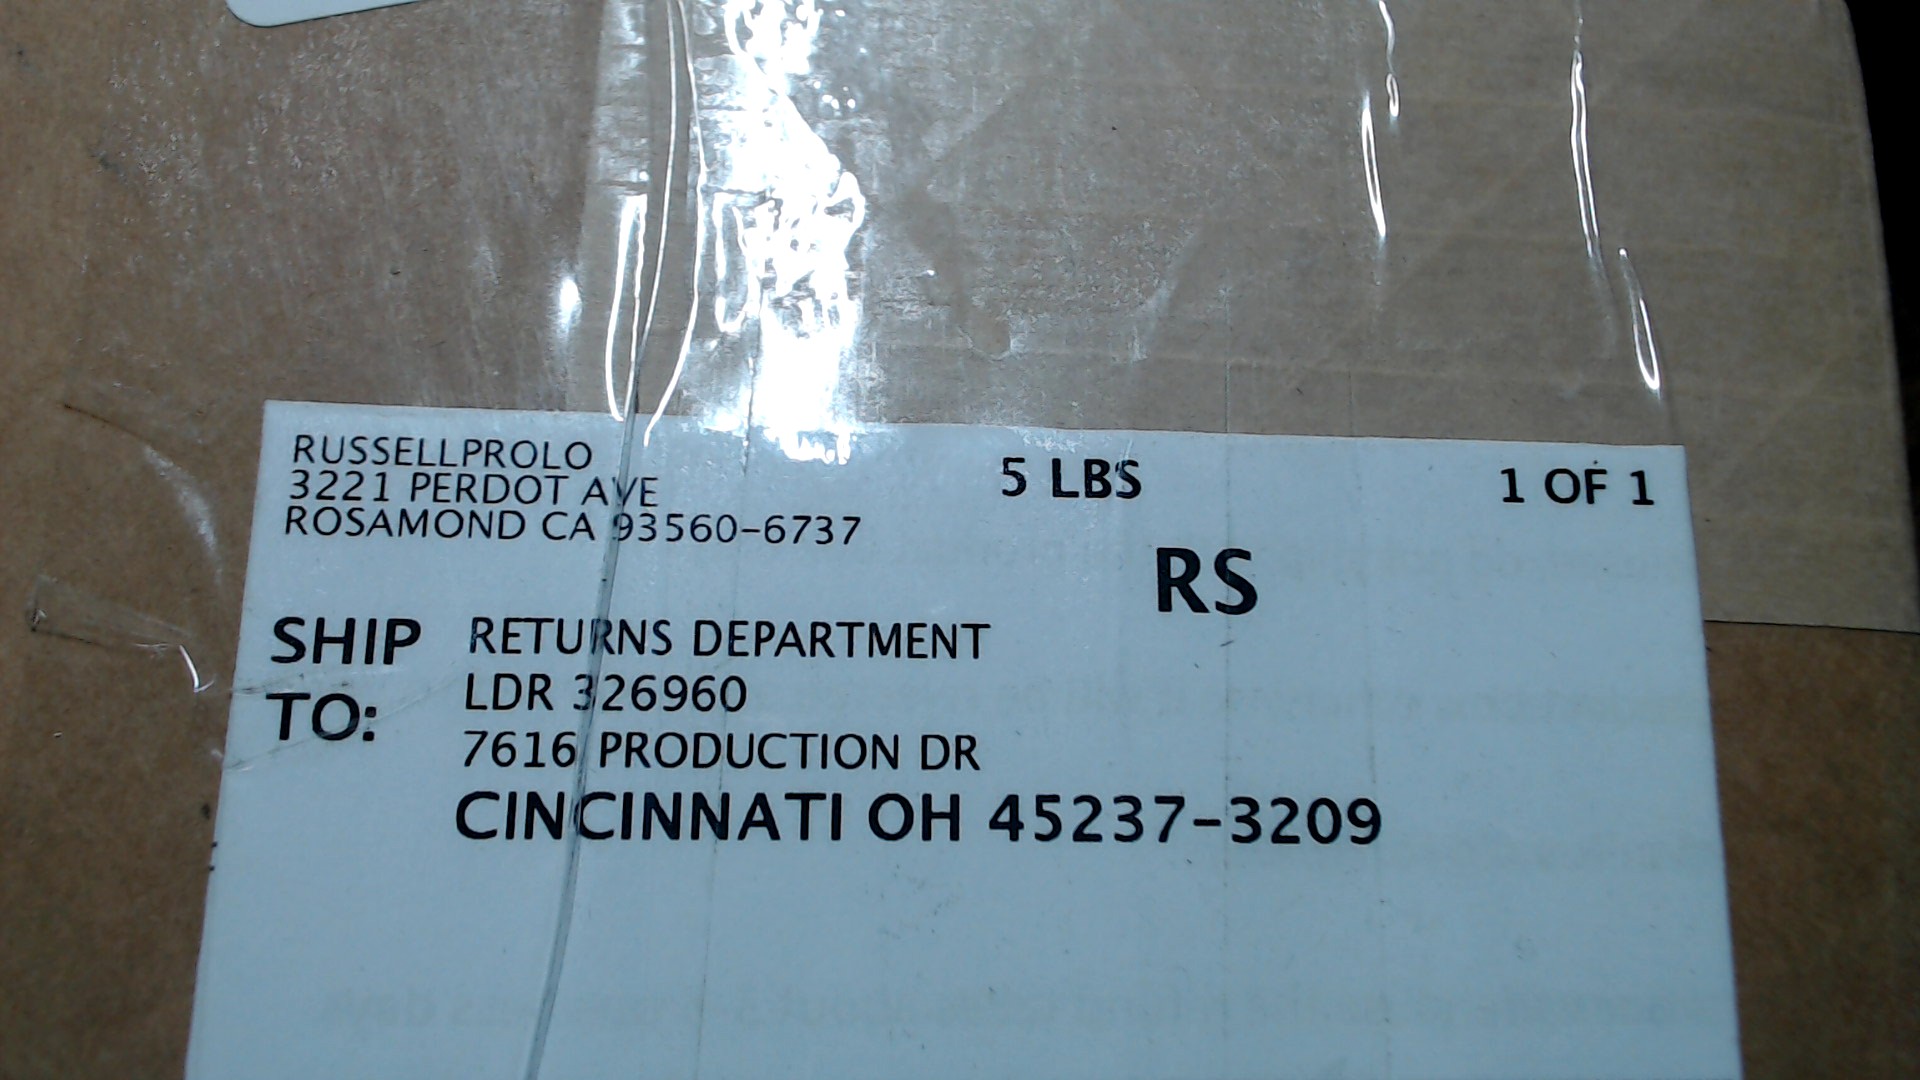 RUSSELLPROLO
3221 PERDOT AVE
ROSAMOND CA 93560-6737
5 LBS
1 OF 1
RS
SHIP TO:
RETURNS DEPARTMENT
LDR 326960
7616 PRODUCTION DR
CINCINNATI OH 45237-3209